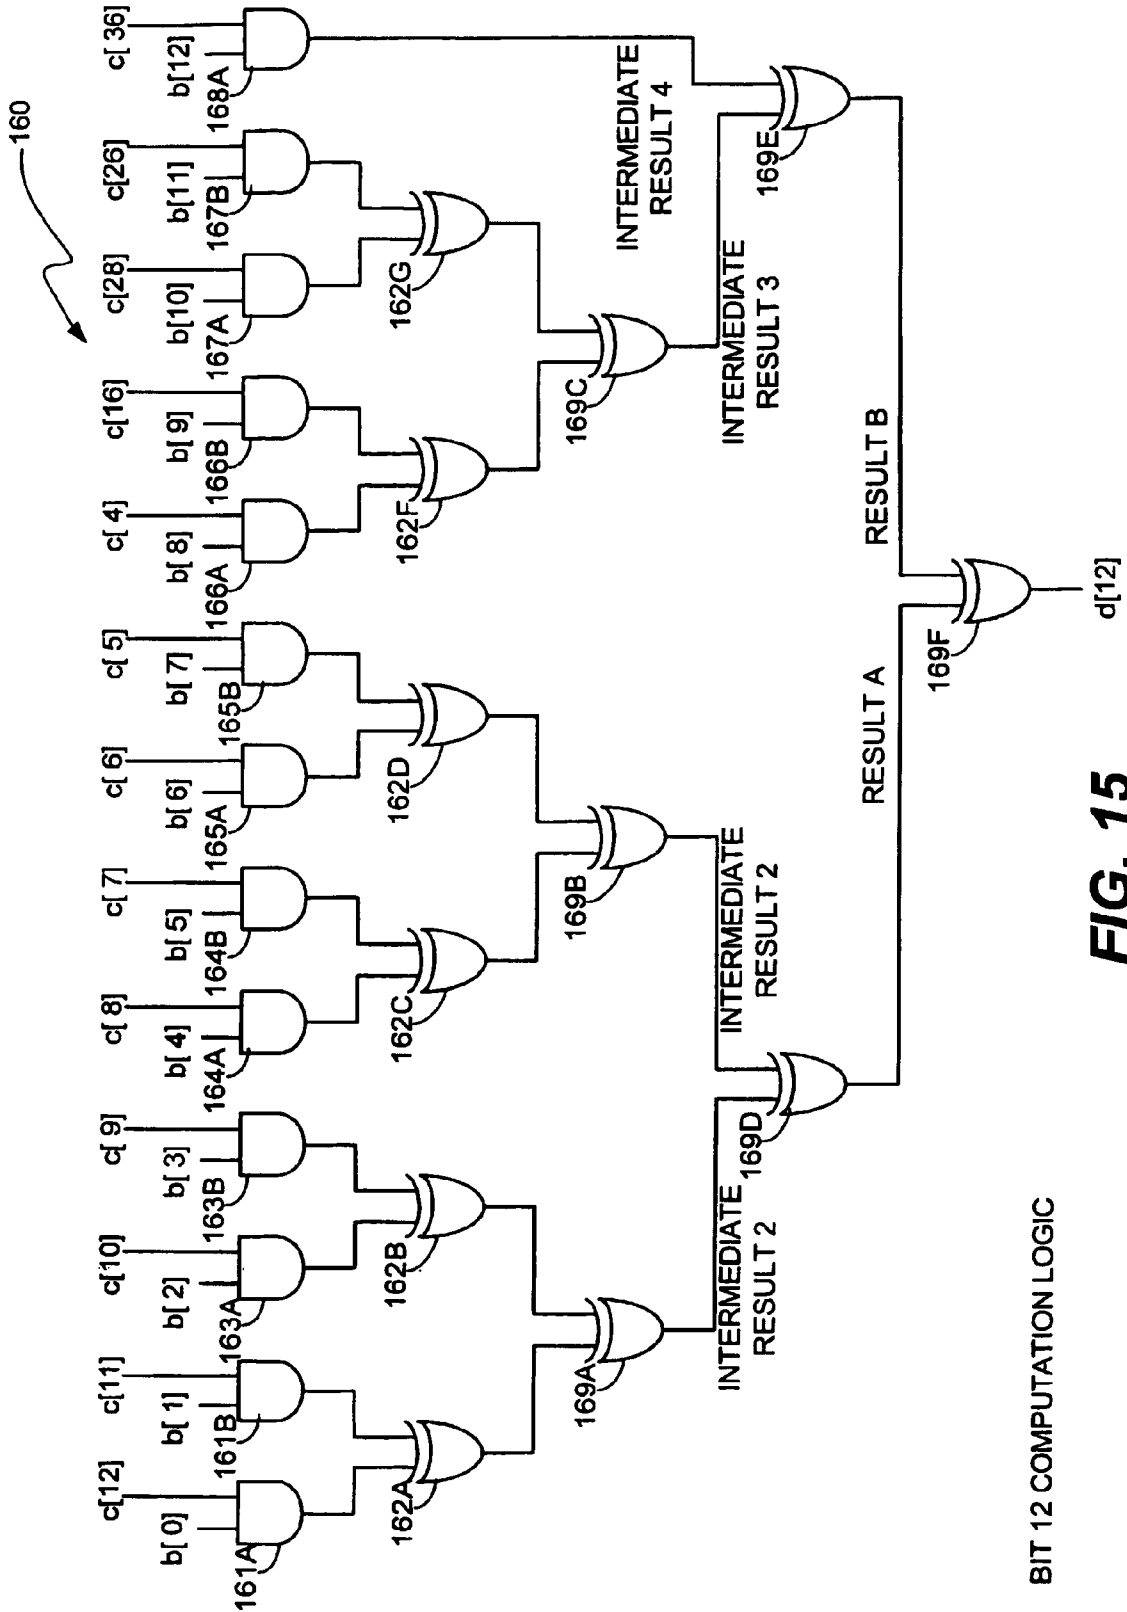 160
c[12]
b[ 0]
161A
c[11]
b[ 1]
161B
c[10]
b[ 2]
163A
c[ 9]
b[ 3]
163B
c[ 8]
b[ 4]
164A
c[ 7]
b[ 5]
164B
c[ 6]
b[ 6]
165A
c[ 5]
b[ 7]
165B
c[ 4]
b[ 8]
166A
c[16]
b[ 9]
166B
c[28]
b[10]
167A
c[26]
b[11]
167B
c[36]
b[12]
168A
162A
162B
162C
162D
162F
162G
169A
169B
169C
INTERMEDIATE
RESULT 2
INTERMEDIATE
RESULT 2
INTERMEDIATE
RESULT 3
INTERMEDIATE
RESULT 4
169D
169E
RESULT A
RESULT B
169F
d[12]
BIT 12 COMPUTATION LOGIC
FIG. 15